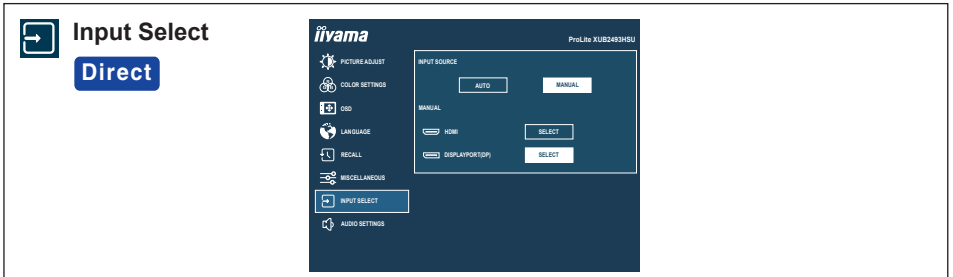 Input Select
Direct
iiyama
ProLite XUB2493HSU
PICTURE ADJUST
COLOR SETTINGS
OSD
LANGUAGE
RECALL
MISCELLANEOUS
INPUT SELECT
AUDIO SETTINGS
INPUT SOURCE
AUTO MANUAL
MANUAL
HDMI SELECT
DISPLAYPORT(DP) SELECT